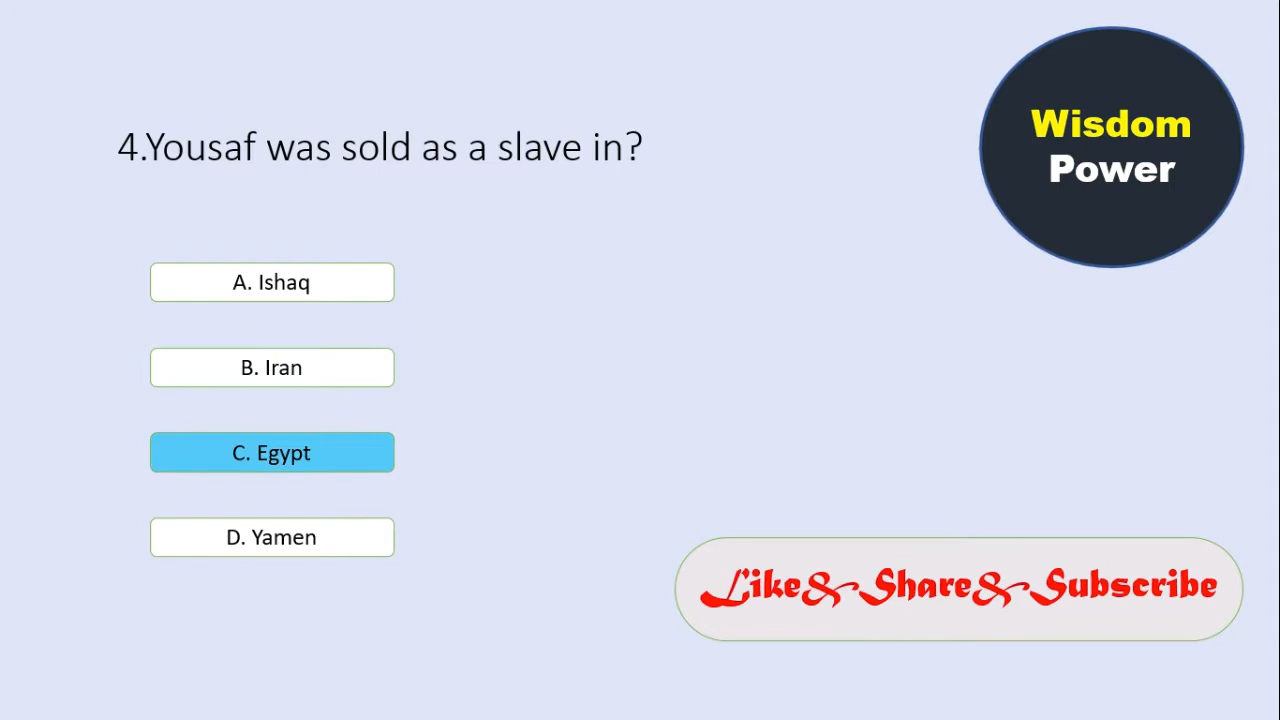 4.Yousaf was sold as a slave in?
Wisdom
Power
A. Ishaq
B. Iran
C. Egypt
D. Yamen
Like&Share&Subscribe